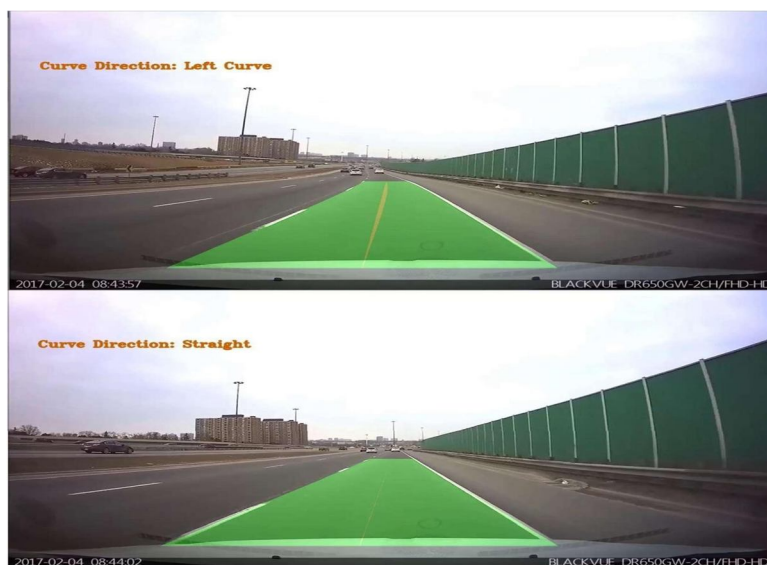 Curve Direction: Left Curve
2017-02-04 08:43:57
BLACKVUE DR650GW-2CH/FHD-HD
Curve Direction: Straight
2017-02-04 08:44:02
BLACKVUE DR650GW-2CH/FHD-HD